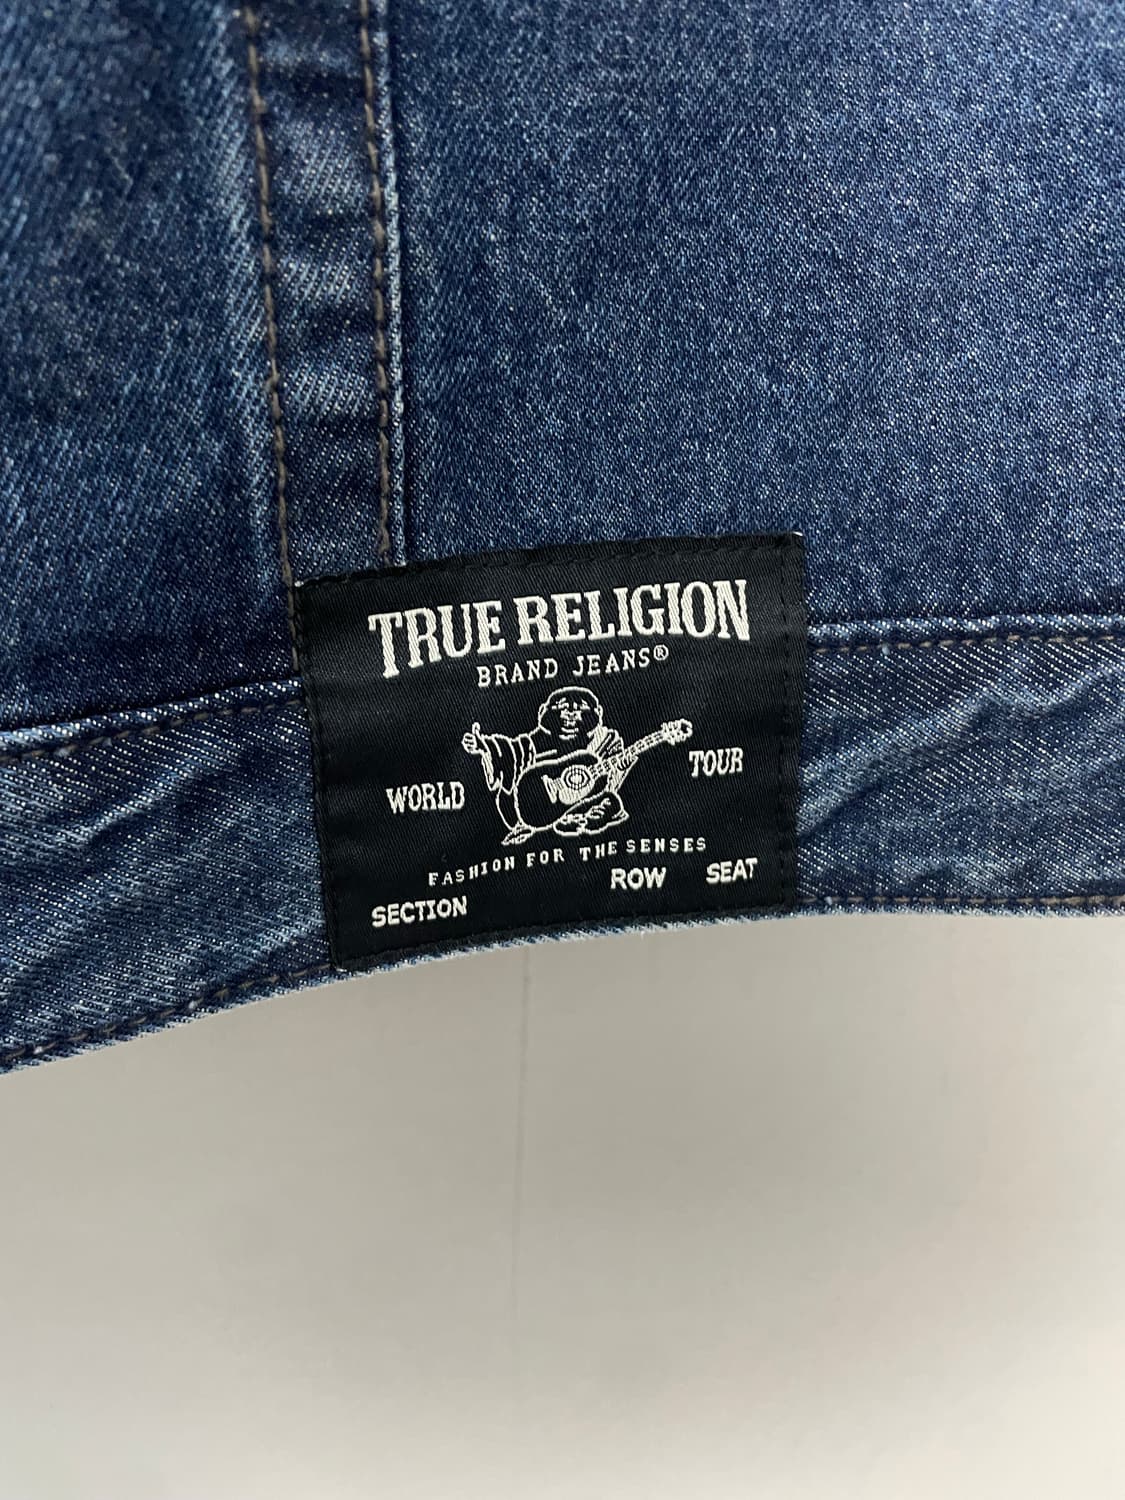 TRUE RELIGION
BRAND JEANS®
WORLD TOUR
FASHION FOR THE SENSES
SECTION ROW SEAT